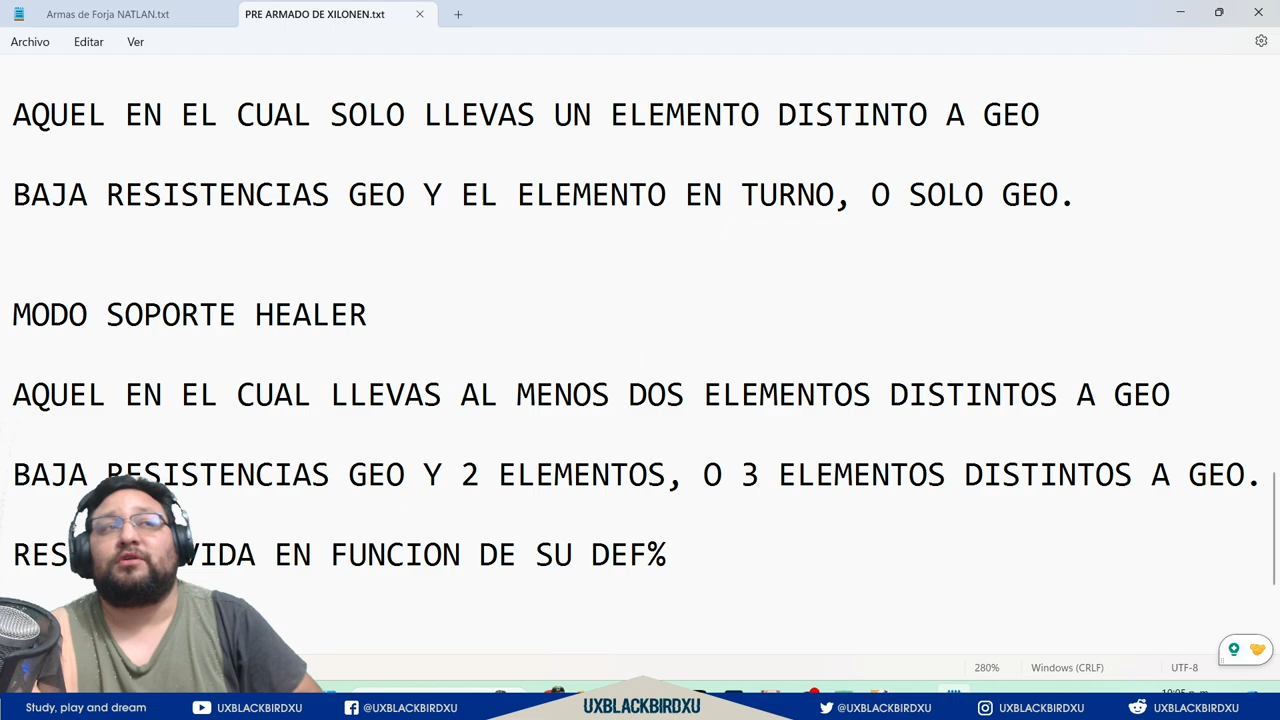 Armas de Forja NATLAN.txt
PRE ARMADO DE XILONEN.txt
Archivo Editar Ver
AQUEL EN EL CUAL SOLO LLEVAS UN ELEMENTO DISTINTO A GEO
BAJA RESISTENCIAS GEO Y EL ELEMENTO EN TURNO, O SOLO GEO.
MODO SOPORTE HEALER
AQUEL EN EL CUAL LLEVAS AL MENOS DOS ELEMENTOS DISTINTOS A GEO
BAJA RESISTENCIAS GEO Y 2 ELEMENTOS, O 3 ELEMENTOS DISTINTOS A GEO.
VIDA EN FUNCION DE SU DEF%
280% Windows (CRLF) UTF-8
Study, play and dream
UXBLACKBIRDXU
@UXBLACKBIRDXU
UXBLACKBIRDXU
@UXBLACKBIRDXU
UXBLACKBIRDXU
UXBLACKBIRDXU